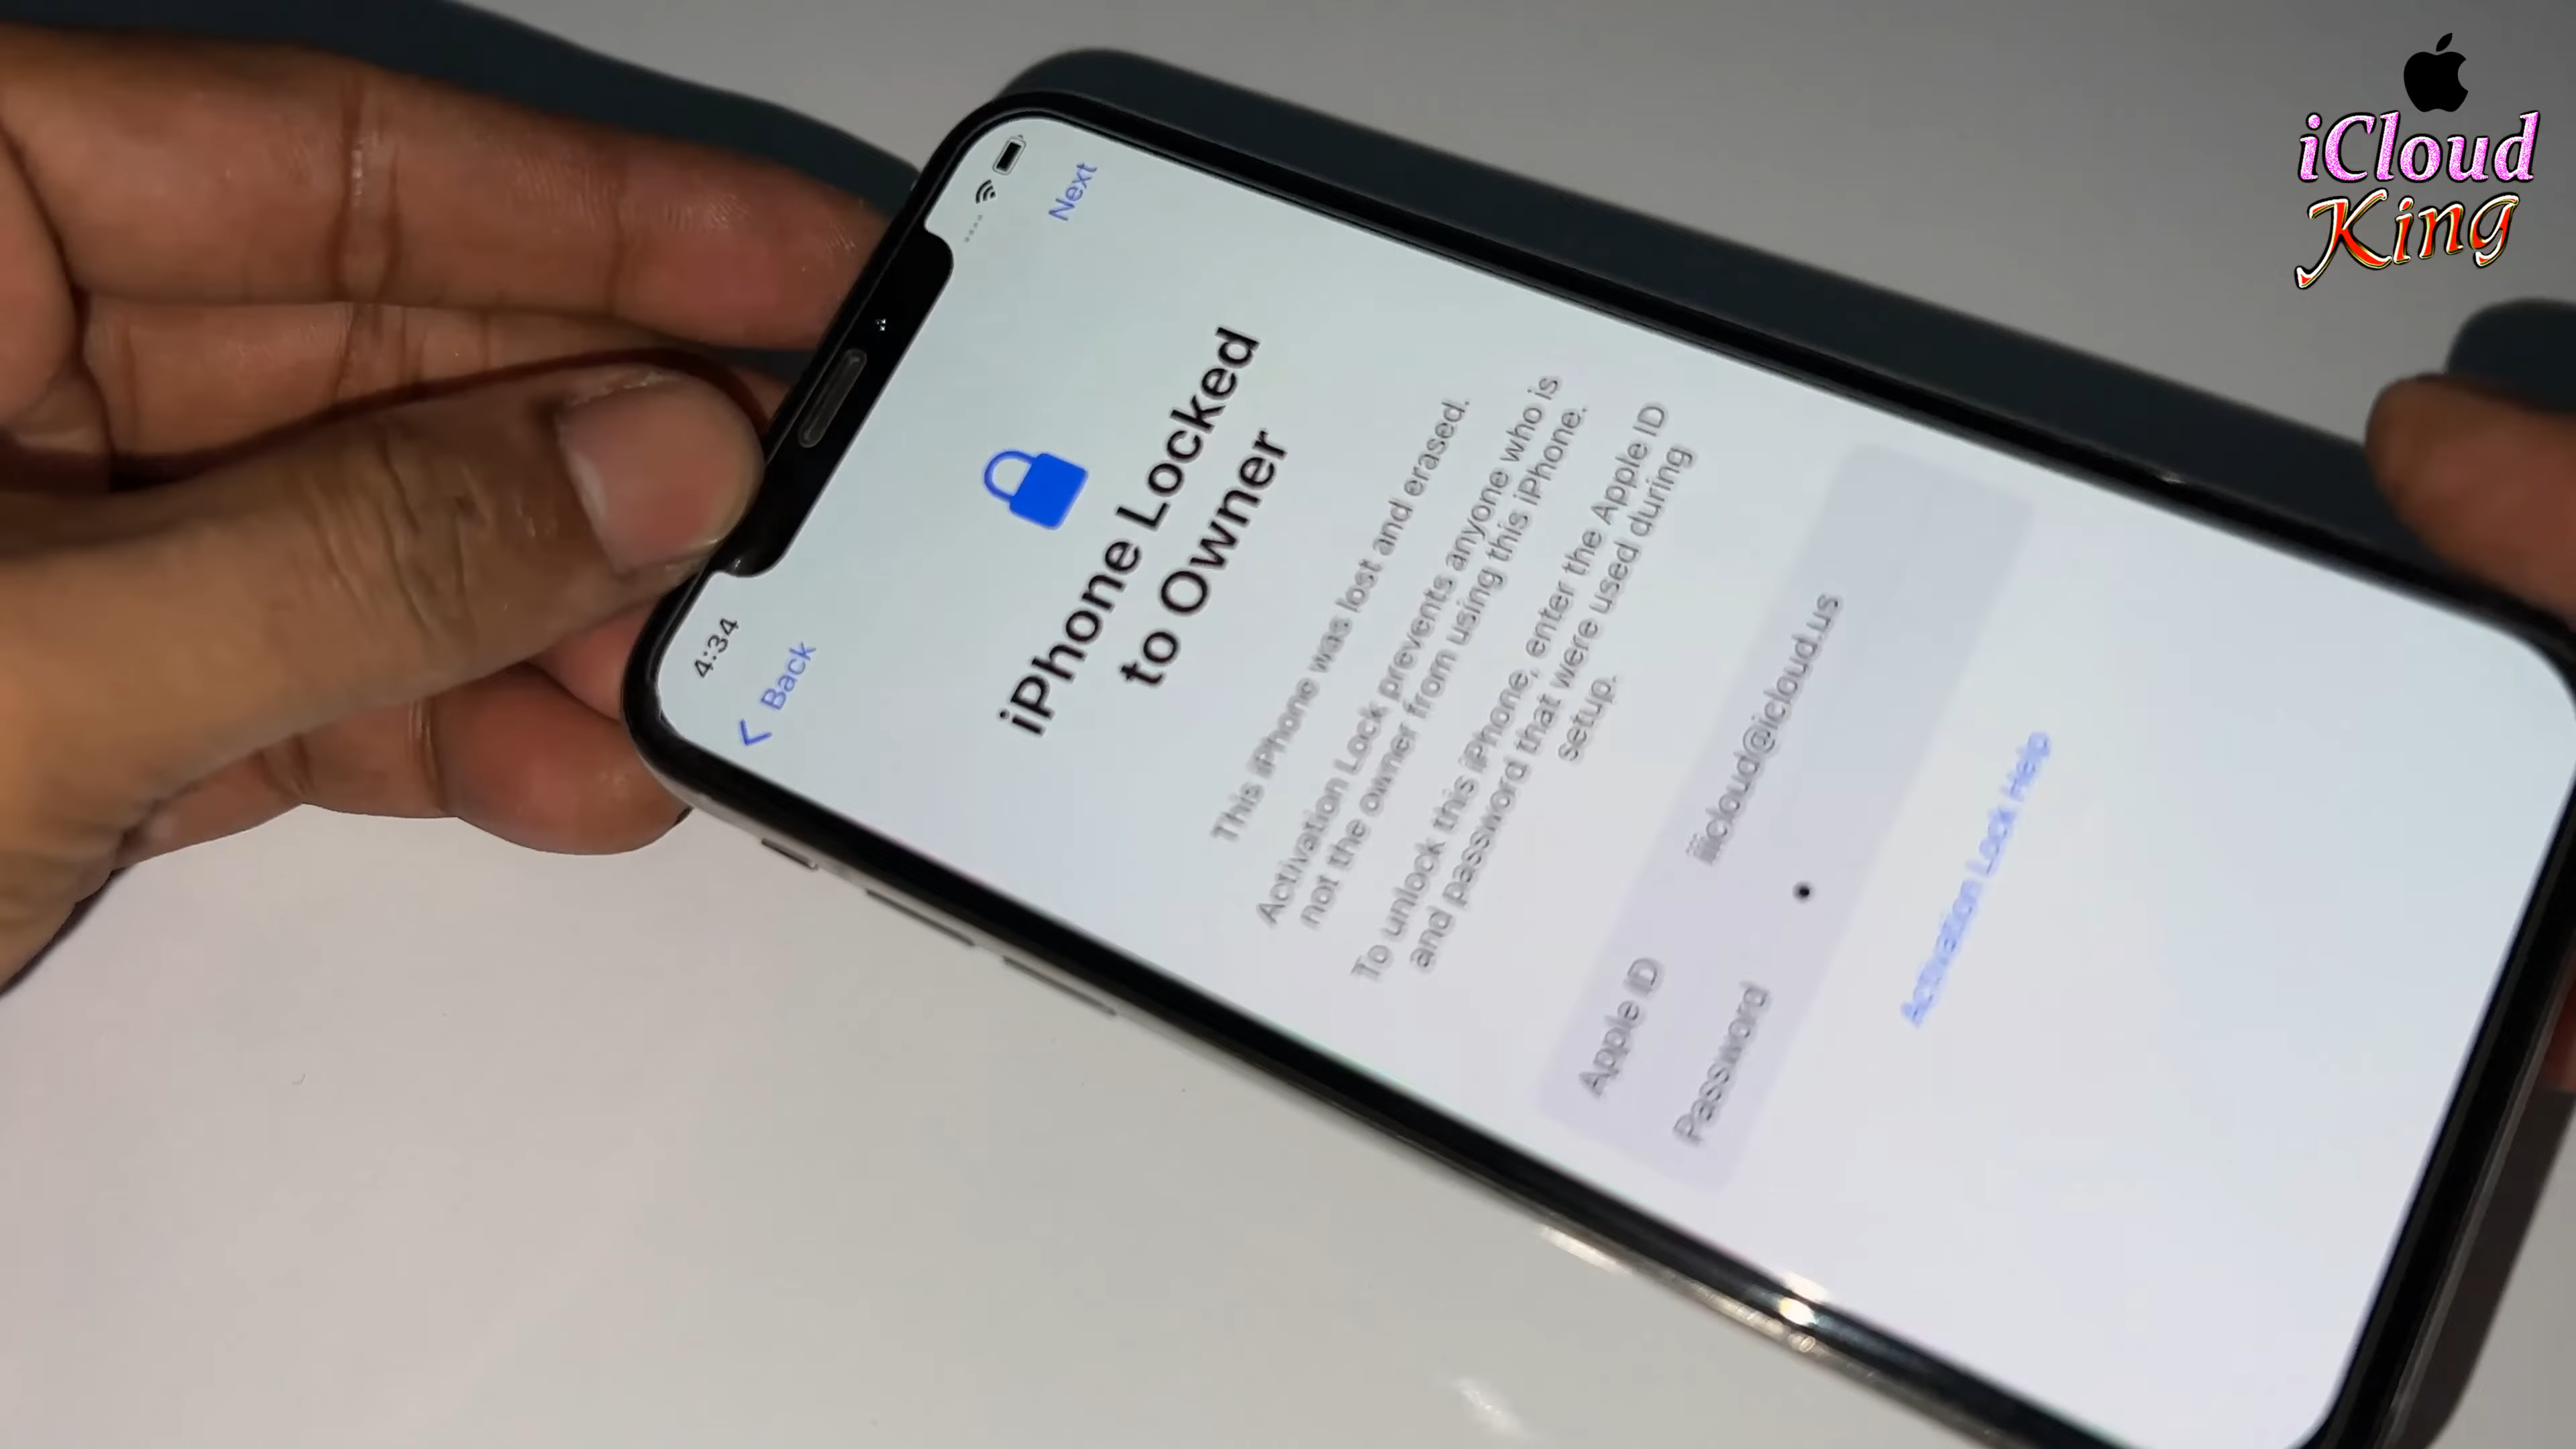 4:34
Back
Next
iPhone Locked
to Owner
This iPhone was lost and erased.
Activation Lock prevents anyone who is
not the owner from using this iPhone.
To unlock this iPhone, enter the Apple ID
and password that were used during
setup.
Apple ID iiiicloud@icloud.us
Password
Activation Lock Help
iCloud
King